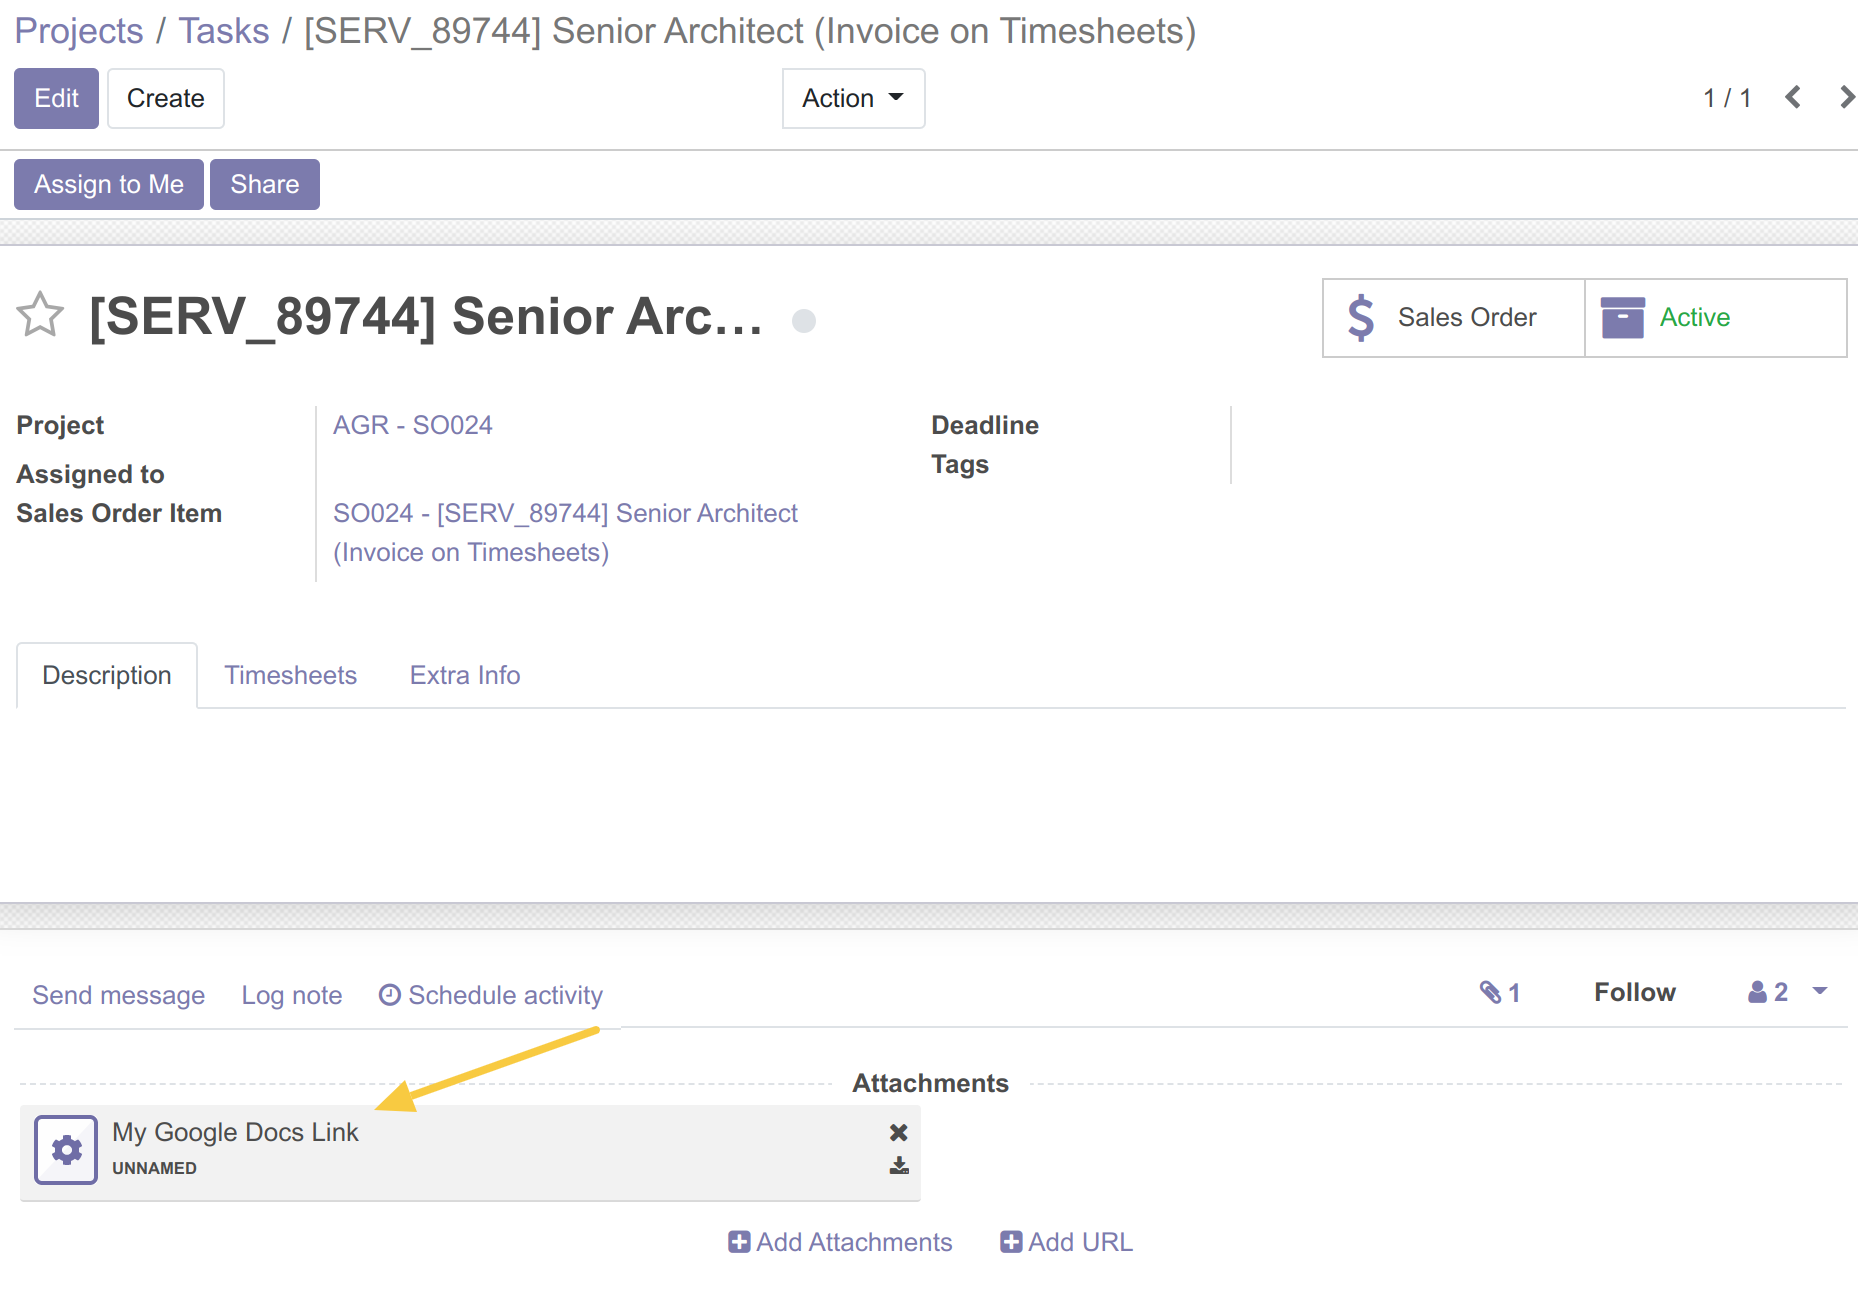 Projects / Tasks / [SERV_89744] Senior Architect (Invoice on Timesheets)
Edit Create Action 1 / 1
Assign to Me Share
[SERV_89744] Senior Arc... Sales Order Active
Project AGR - SO024 Deadline
Tags
Assigned to
Sales Order Item SO024 - [SERV_89744] Senior Architect
(Invoice on Timesheets)
Description Timesheets Extra Info
Send message Log note Schedule activity 1 Follow 2
Attachments
My Google Docs Link
UNNAMED
Add Attachments Add URL